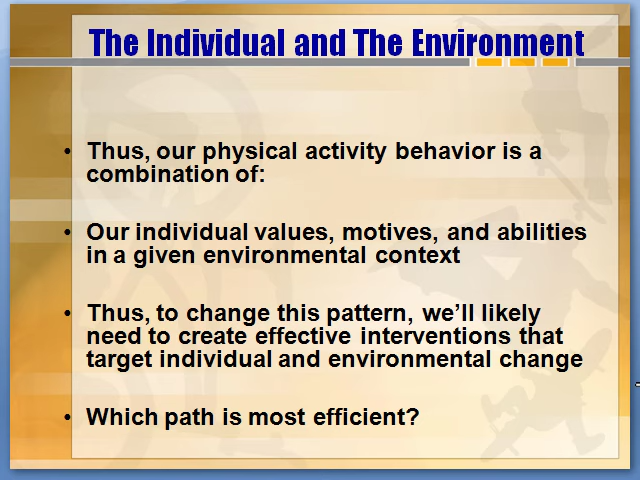 The Individual and The Environment
• Thus, our physical activity behavior is a
combination of:
• Our individual values, motives, and abilities
in a given environmental context
• Thus, to change this pattern, we’ll likely
need to create effective interventions that
target individual and environmental change
• Which path is most efficient?